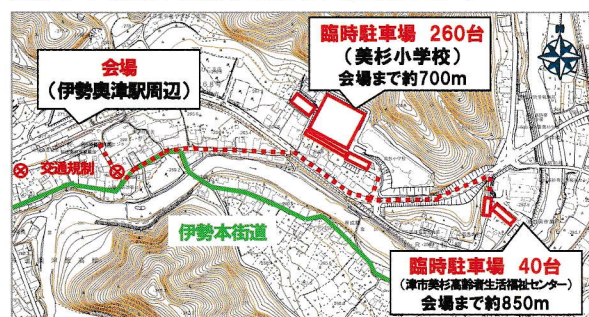 臨時駐車場 260台
(美杉小学校)
会場まで約700m
会場
(伊勢奥津駅周辺)
交通規制
伊勢本街道
臨時駐車場 40台
(津市美杉高齢者生活福祉センター)
会場まで約850m